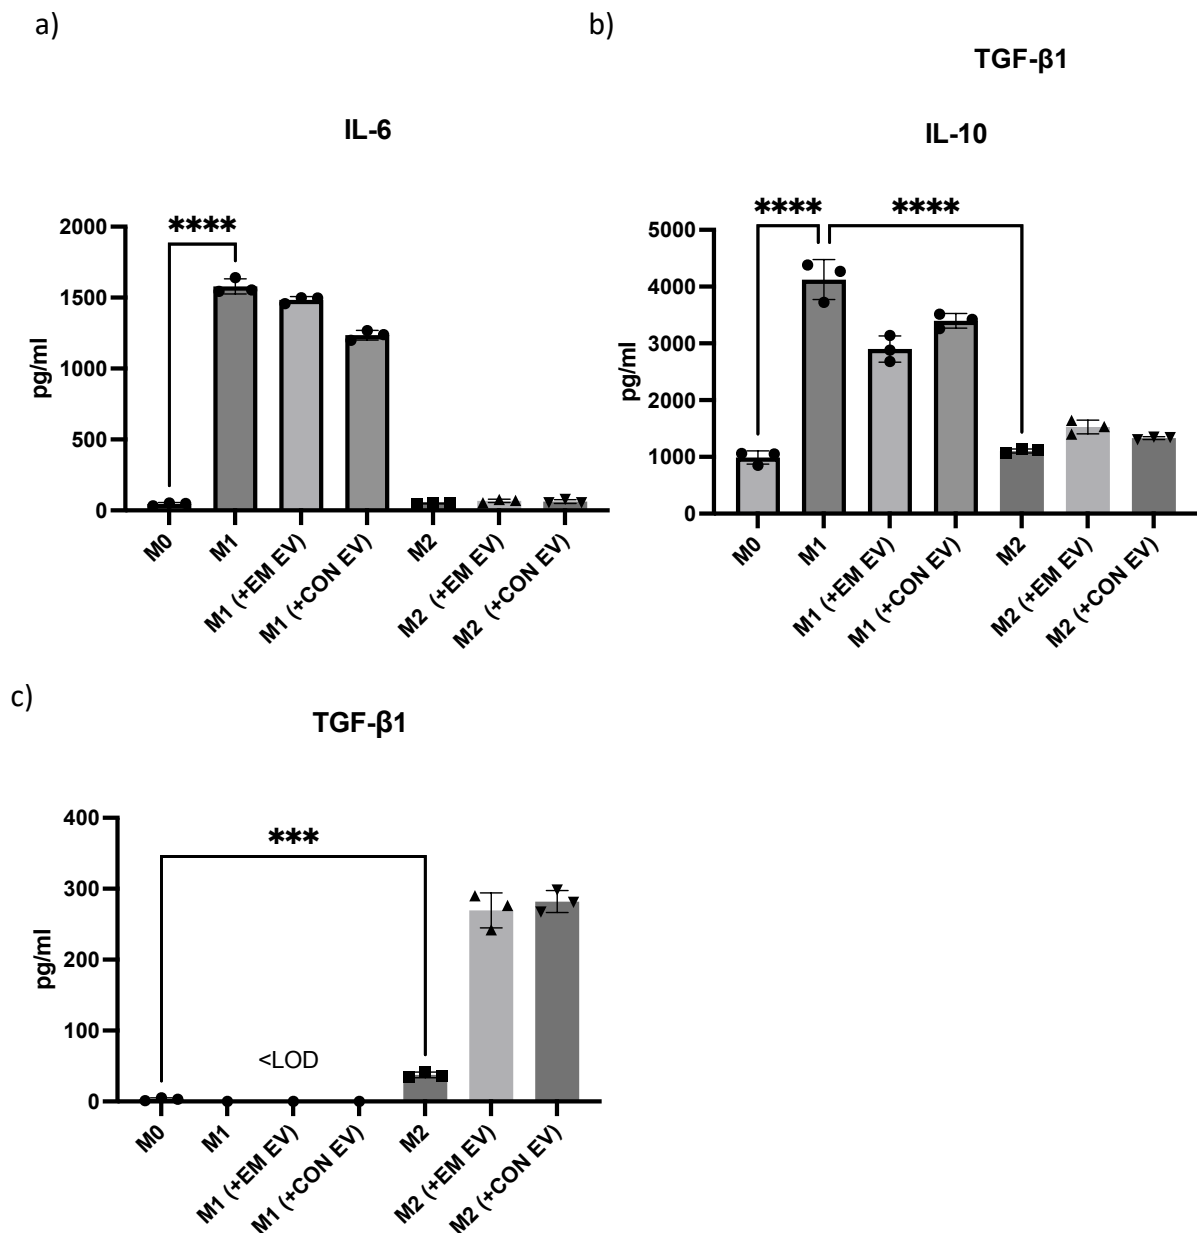 a)
IL-6
pg/ml
2000
1500
1000
500
0
****
M0
M1
M1 (+EM EV)
M1 (+CON EV)
M2
M2 (+EM EV)
M2 (+CON EV)
b)
TGF-β1
IL-10
pg/ml
5000
4000
3000
2000
1000
0
**** ****
M0
M1
M1 (+EM EV)
M1 (+CON EV)
M2
M2 (+EM EV)
M2 (+CON EV)
c)
TGF-β1
pg/ml
400
300
200
100
0
***
<LOD
M0
M1
M1 (+EM EV)
M1 (+CON EV)
M2
M2 (+EM EV)
M2 (+CON EV)